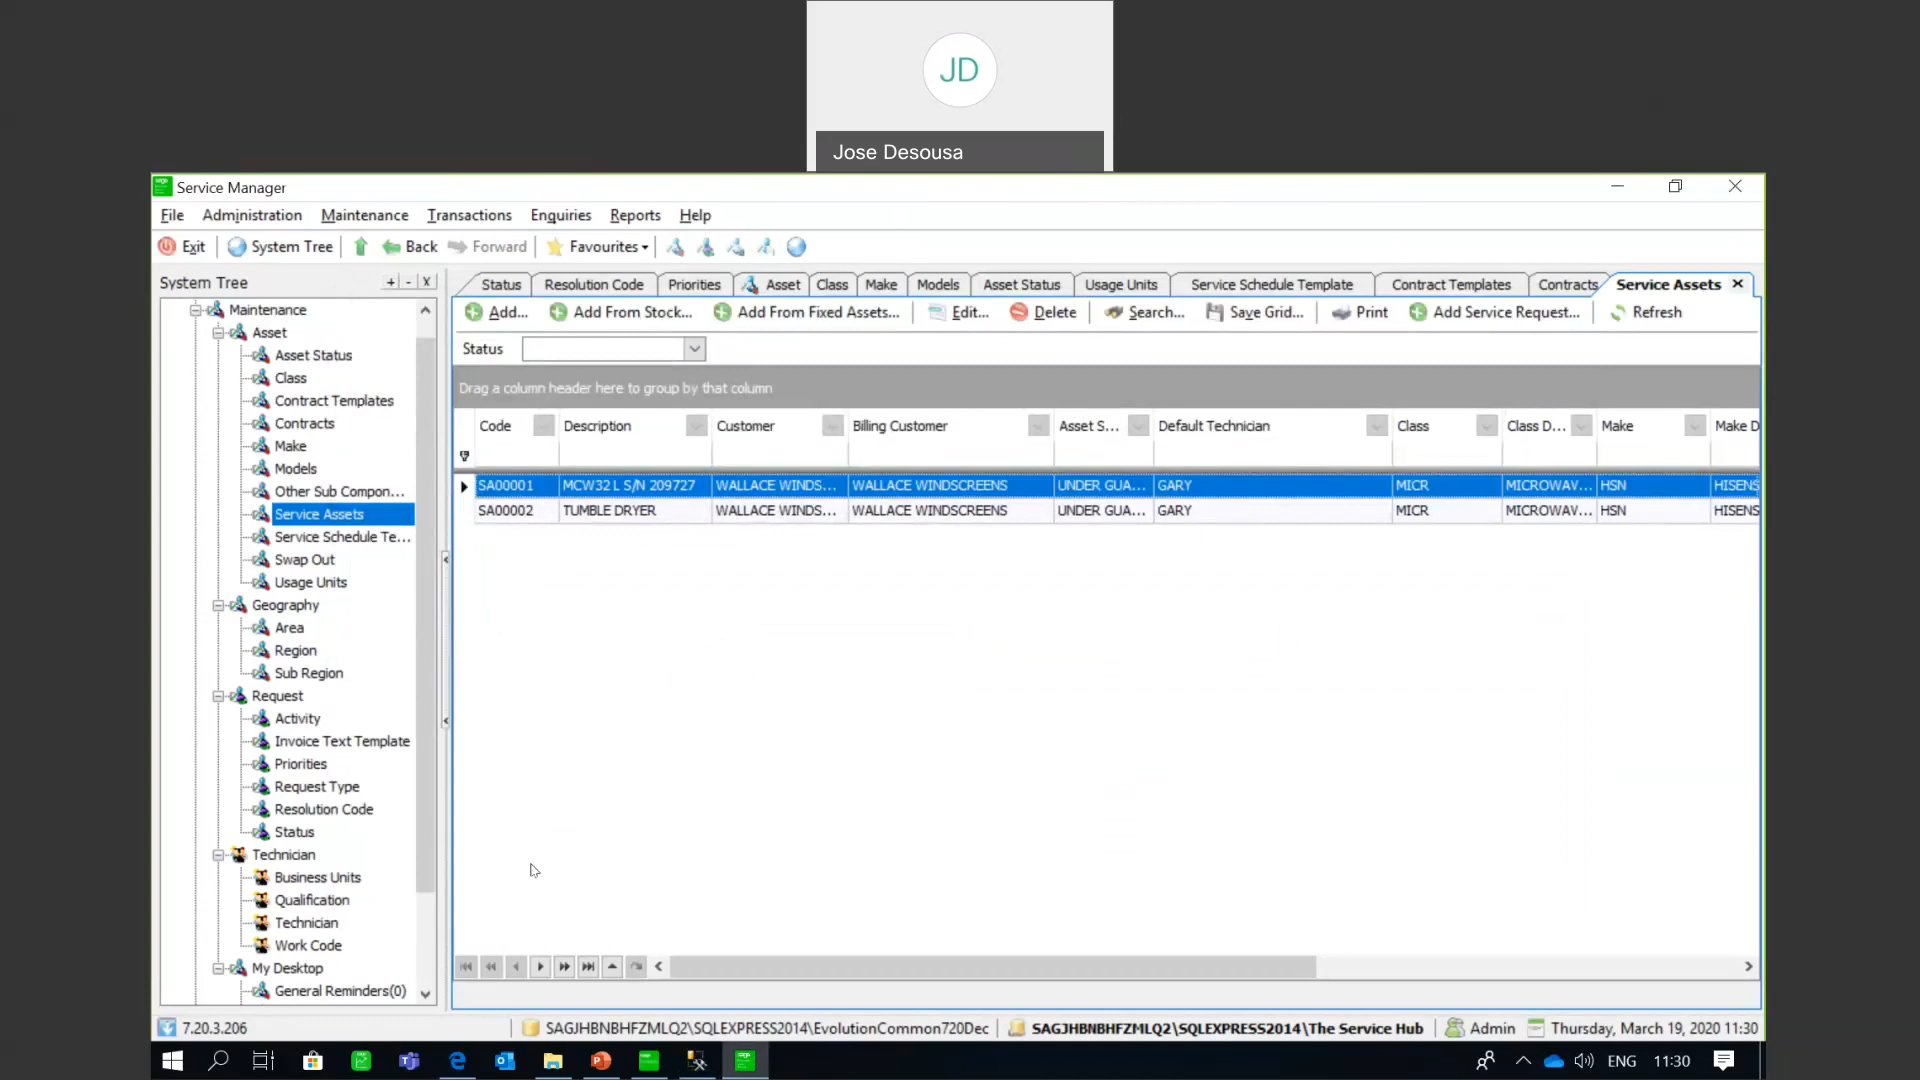 JD
Jose Desousa
Service Manager
File Administration Maintenance Transactions Enquiries Reports Help
Exit System Tree Back Forward Favourites
System Tree + - x
Status Resolution Code Priorities Asset Class Make Models Asset Status Usage Units Service Schedule Template Contract Templates Contracts Service Assets
Add... Add From Stock... Add From Fixed Assets... Edit... Delete Search... Save Grid... Print Add Service Request... Refresh
Status
Drag a column header here to group by that column
Code Description Customer Billing Customer Asset S... Default Technician Class Class D... Make Make D
SA00001 MCW32 L S/N 209727 WALLACE WINDS... WALLACE WINDSCREENS UNDER GUA... GARY MICR MICROWAV... HSN HISENS
SA00002 TUMBLE DRYER WALLACE WINDS... WALLACE WINDSCREENS UNDER GUA... GARY MICR MICROWAV... HSN HISENS
Maintenance
Asset
Asset Status
Class
Contract Templates
Contracts
Make
Models
Other Sub Compon...
Service Assets
Service Schedule Te...
Swap Out
Usage Units
Geography
Area
Region
Sub Region
Request
Activity
Invoice Text Template
Priorities
Request Type
Resolution Code
Status
Technician
Business Units
Qualification
Technician
Work Code
My Desktop
General Reminders(0)
7.20.3.206 SAGJHBNBHFZMLQ2\SQLEXPRESS2014\EvolutionCommon720Dec SAGJHBNBHFZMLQ2\SQLEXPRESS2014\The Service Hub Admin Thursday, March 19, 2020 11:30
ENG 11:30